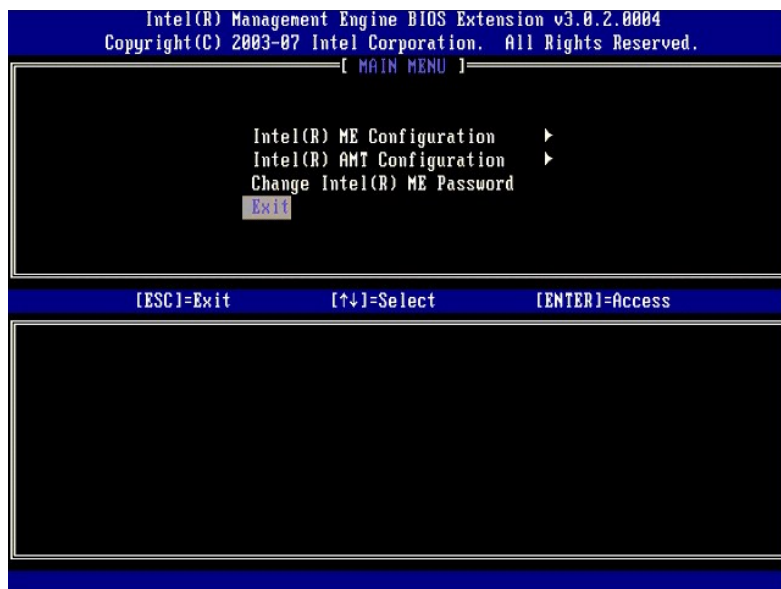 Intel(R) Management Engine BIOS Extension v3.0.2.0004
Copyright(C) 2003-07 Intel Corporation. All Rights Reserved.
[ MAIN MENU ]
Intel(R) ME Configuration ►
Intel(R) AMT Configuration ►
Change Intel(R) ME Password
Exit
[ESC]=Exit [↑↓]=Select [ENTER]=Access